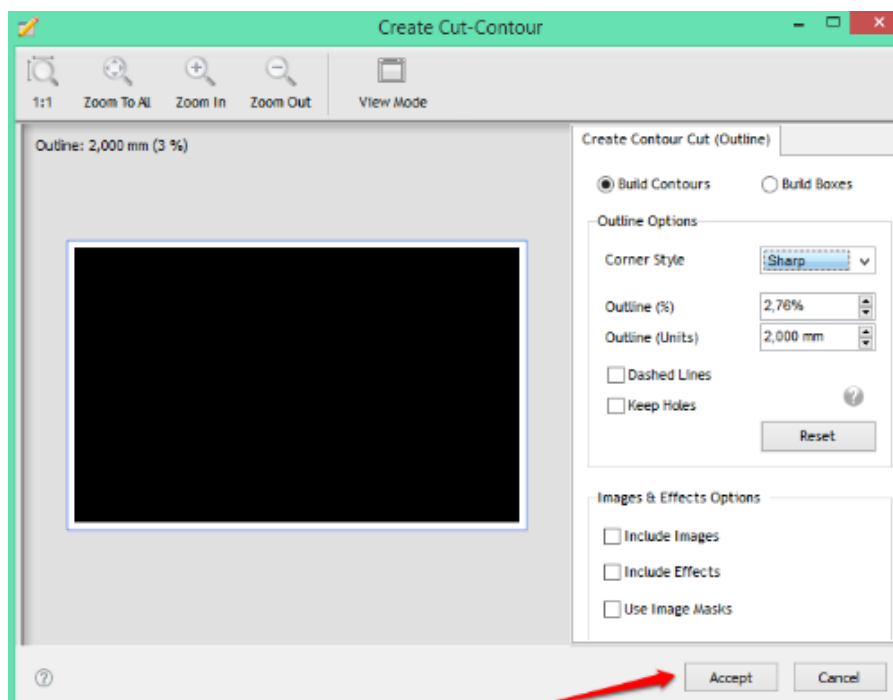 Create Cut-Contour
1:1 Zoom To All Zoom In Zoom Out View Mode
Outline: 2,000 mm (3 %)
Create Contour Cut (Outline)
Build Contours Build Boxes
Outline Options
Corner Style Sharp
Outline (%) 2,76%
Outline (Units) 2,000 mm
Dashed Lines
Keep Holes
?
Reset
Images & Effects Options
Include Images
Include Effects
Use Image Masks
? Accept Cancel